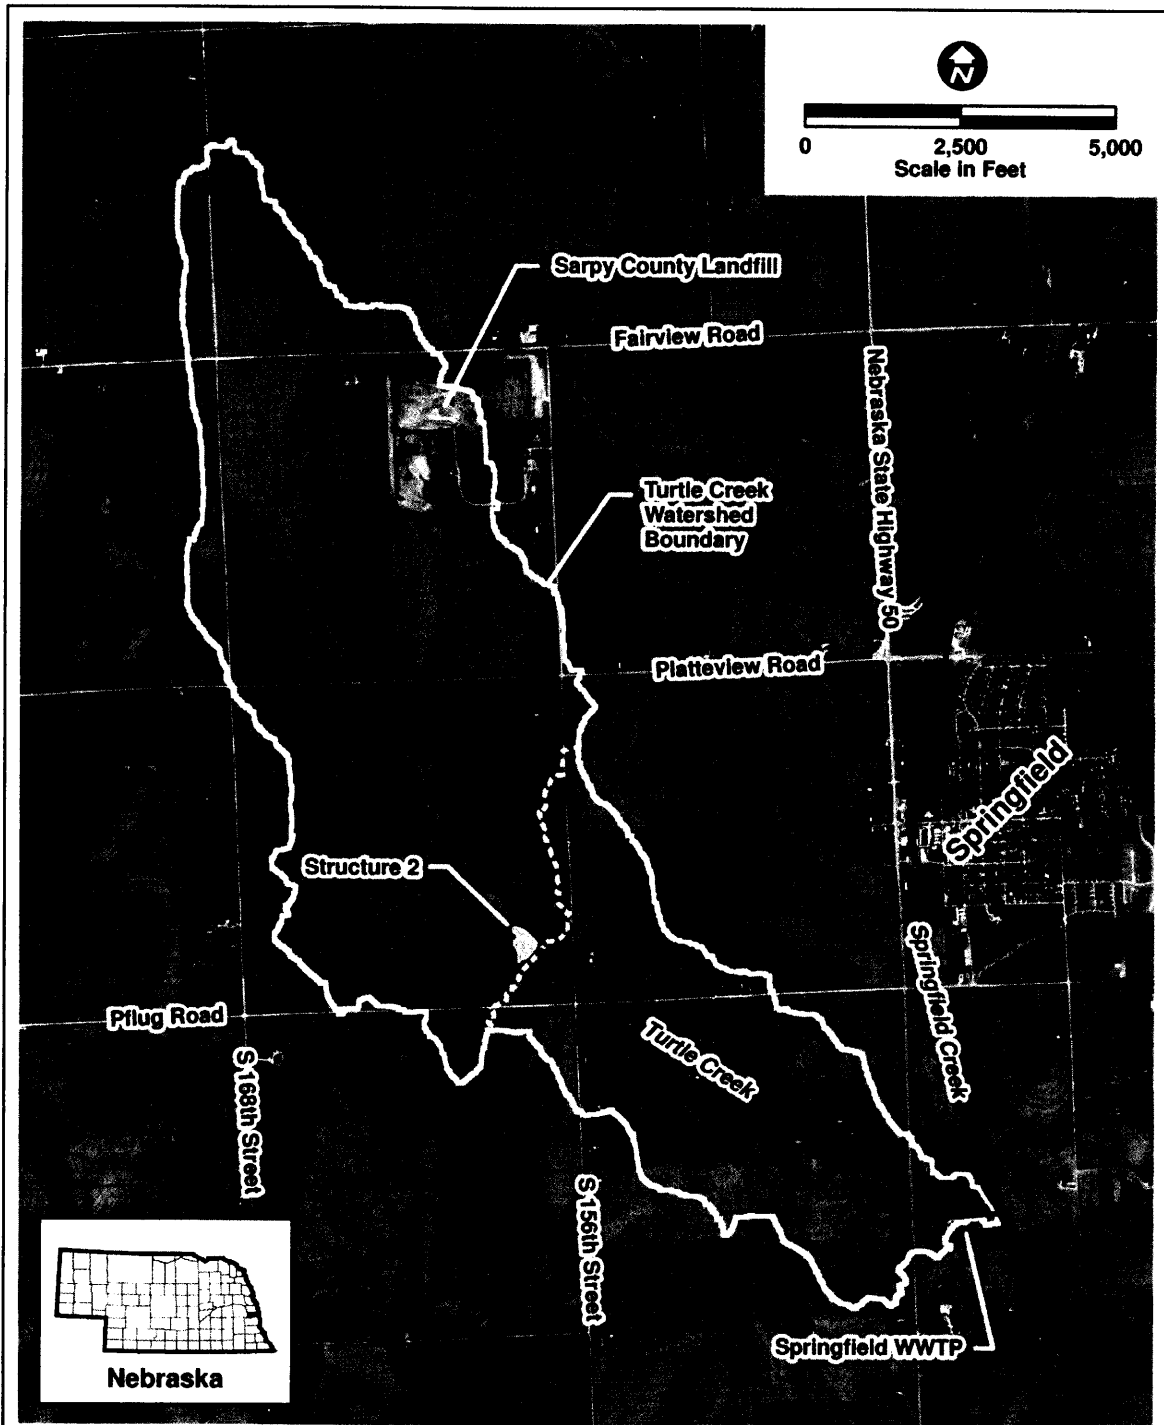 N
0 2,500 5,000
Scale in Feet
Sarpy County Landfill
Fairview Road
Nebraska State Highway 50
Turtle Creek
Watershed
Boundary
Platteview Road
Springfield
Structure 2
Springfield Creek
Pflug Road
Turtle Creek
S 168th Street
S 156th Street
Springfield WWTP
Nebraska